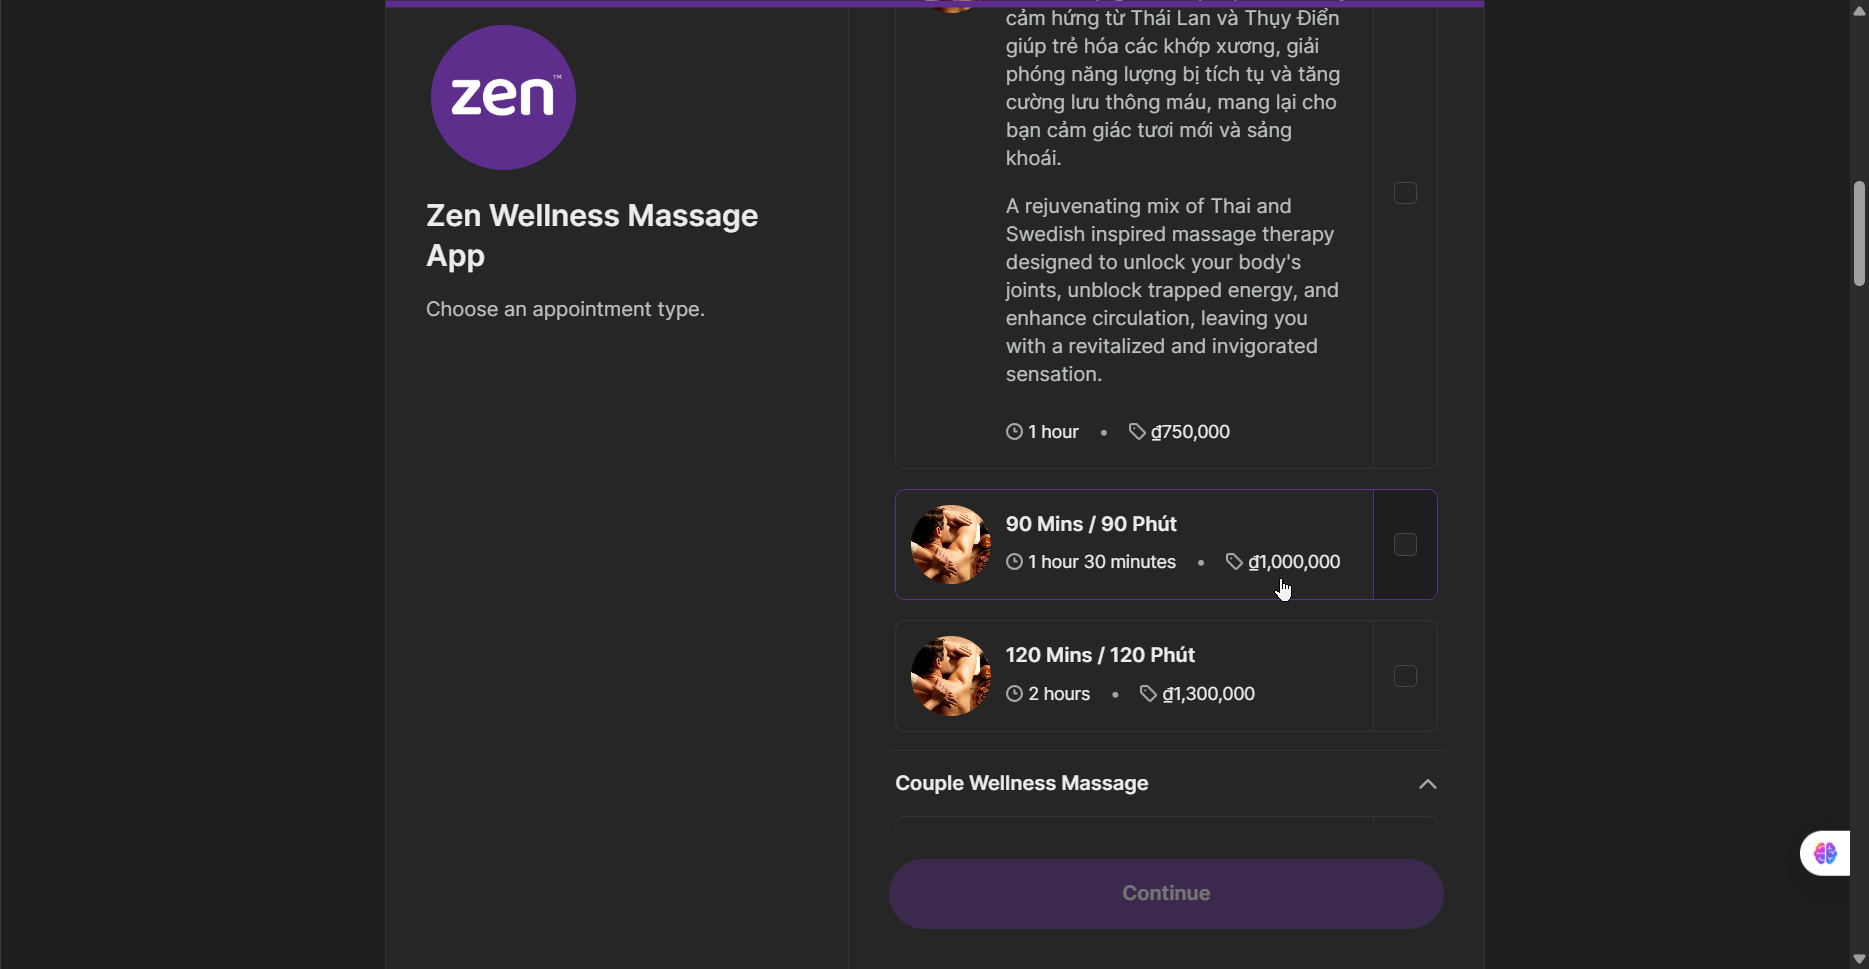 zen™
Zen Wellness Massage
App
Choose an appointment type.
cảm hứng từ Thái Lan và Thụy Điển
giúp trẻ hóa các khớp xương, giải
phóng năng lượng bị tích tụ và tăng
cường lưu thông máu, mang lại cho
bạn cảm giác tươi mới và sảng
khoái.
A rejuvenating mix of Thai and
Swedish inspired massage therapy
designed to unlock your body's
joints, unblock trapped energy, and
enhance circulation, leaving you
with a revitalized and invigorated
sensation.
1 hour • ₫750,000
90 Mins / 90 Phút
1 hour 30 minutes • ₫1,000,000
120 Mins / 120 Phút
2 hours • ₫1,300,000
Couple Wellness Massage
Continue